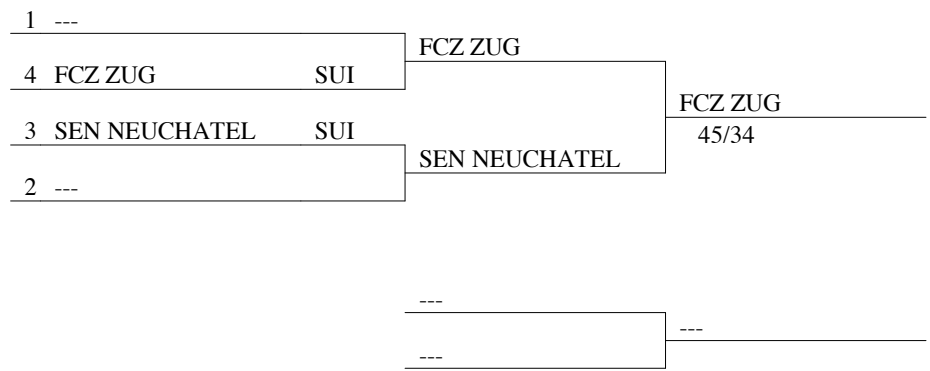 1 ---
FCZ ZUG
4 FCZ ZUG SUI
FCZ ZUG
3 SEN NEUCHATEL SUI
45/34
SEN NEUCHATEL
2 ---
---
---
---